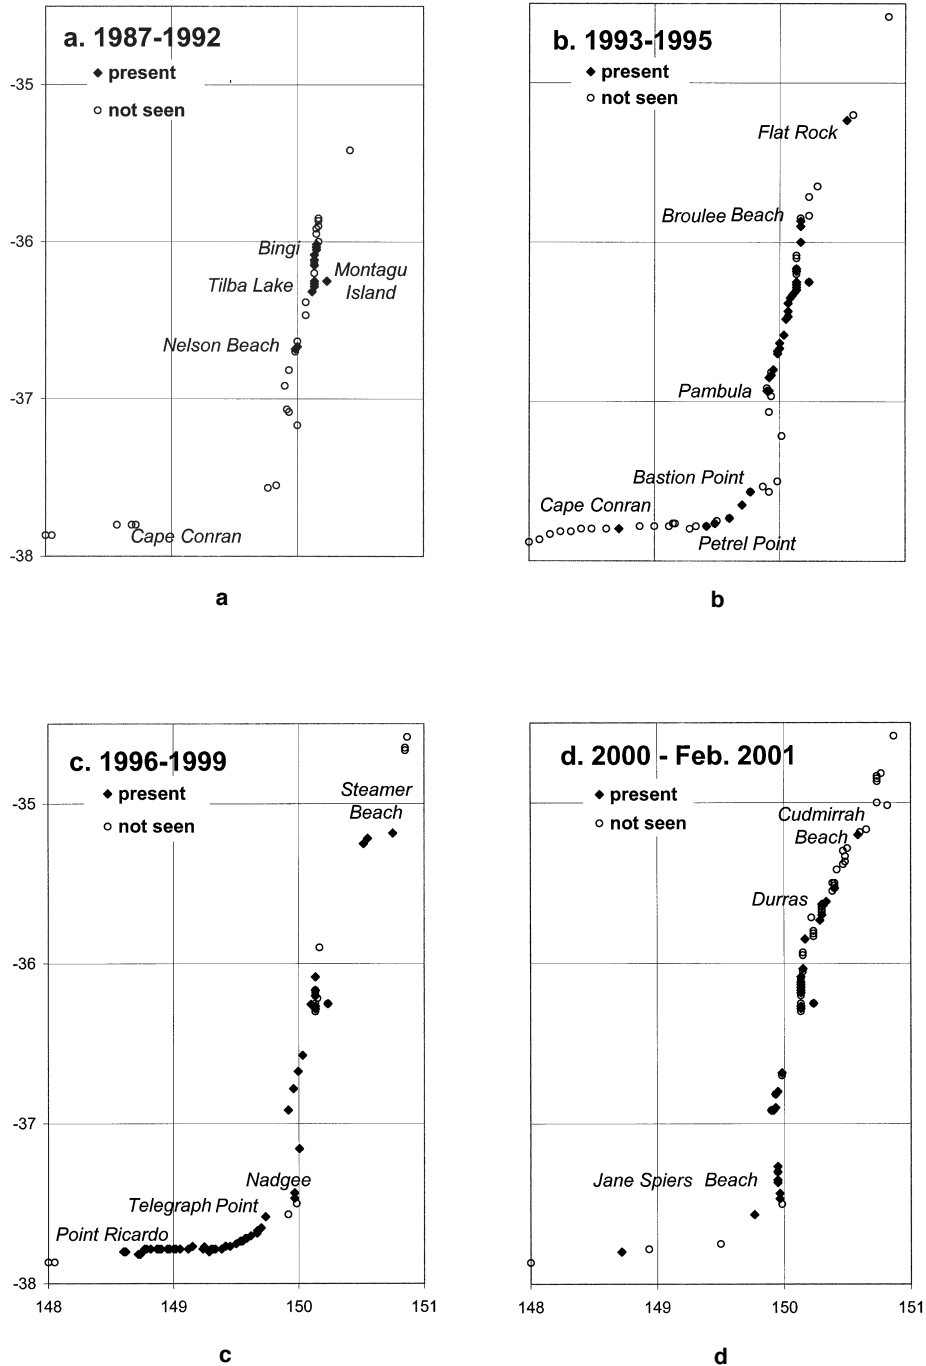 a. 1987-1992
present
not seen
-35
-36
-37
-38
Bingi
Montagu
Island
Tilba Lake
Nelson Beach
Cape Conran
a
b. 1993-1995
present
not seen
Flat Rock
Broulee Beach
Pambula
Bastion Point
Cape Conran
Petrel Point
b
c. 1996-1999
present
not seen
Steamer
Beach
-35
-36
-37
-38
Nadgee
Telegraph Point
Point Ricardo
148
149
150
151
c
d. 2000 - Feb. 2001
present
not seen
Cudmirrah
Beach
Durras
Jane Spiers Beach
148
149
150
151
d